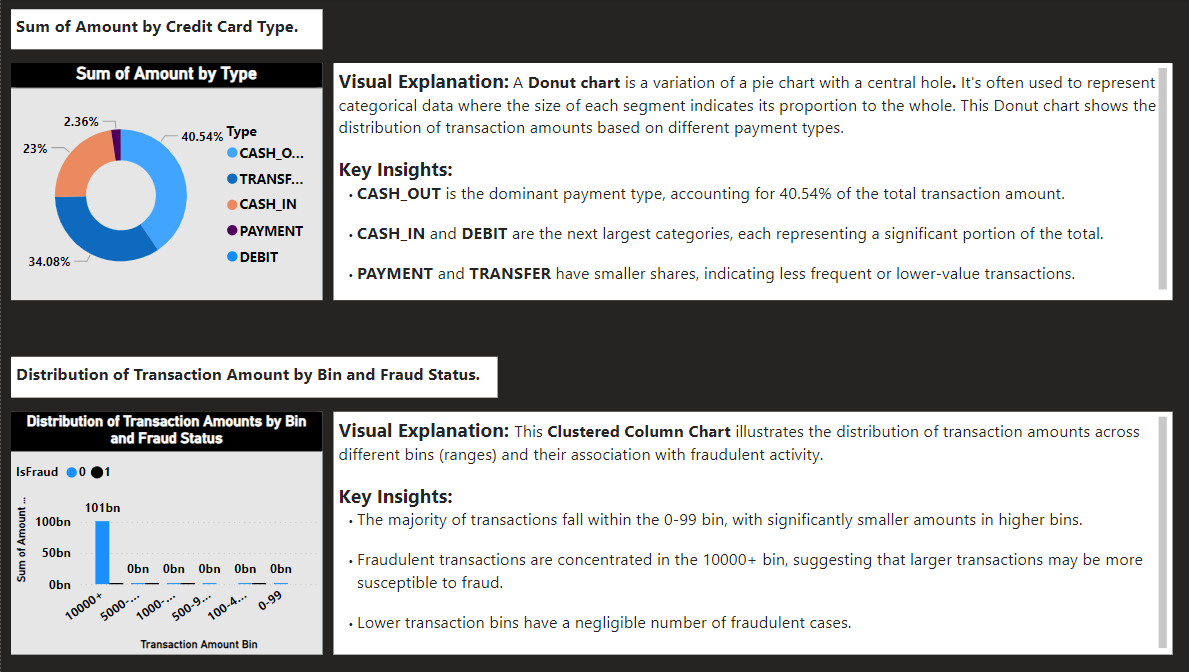 Sum of Amount by Credit Card Type.
Sum of Amount by Type
2.36%
23%
40.54%
34.08%
Type
CASH_O...
TRANSF...
CASH_IN
PAYMENT
DEBIT
Visual Explanation: A Donut chart is a variation of a pie chart with a central hole. It's often used to represent
categorical data where the size of each segment indicates its proportion to the whole. This Donut chart shows the
distribution of transaction amounts based on different payment types.
Key Insights:
• CASH_OUT is the dominant payment type, accounting for 40.54% of the total transaction amount.
• CASH_IN and DEBIT are the next largest categories, each representing a significant portion of the total.
• PAYMENT and TRANSFER have smaller shares, indicating less frequent or lower-value transactions.
Distribution of Transaction Amount by Bin and Fraud Status.
Distribution of Transaction Amounts by Bin
and Fraud Status
IsFraud 0 1
Sum of Amount ...
100bn
50bn
0bn
101bn
0bn 0bn 0bn 0bn 0bn
10000+ 5000-... 1000-... 500-9... 100-4... 0-99
Transaction Amount Bin
Visual Explanation: This Clustered Column Chart illustrates the distribution of transaction amounts across
different bins (ranges) and their association with fraudulent activity.
Key Insights:
• The majority of transactions fall within the 0-99 bin, with significantly smaller amounts in higher bins.
• Fraudulent transactions are concentrated in the 10000+ bin, suggesting that larger transactions may be more
susceptible to fraud.
• Lower transaction bins have a negligible number of fraudulent cases.